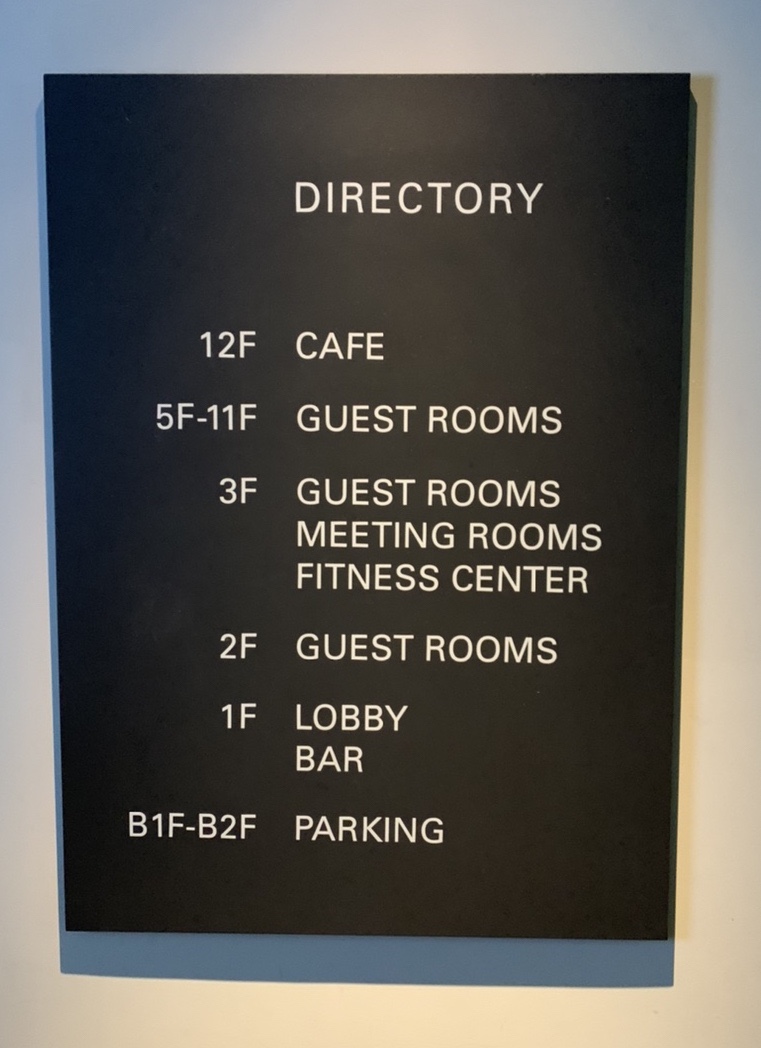 DIRECTORY
12F CAFE
5F-11F GUEST ROOMS
3F GUEST ROOMS
MEETING ROOMS
FITNESS CENTER
2F GUEST ROOMS
1F LOBBY
BAR
B1F-B2F PARKING